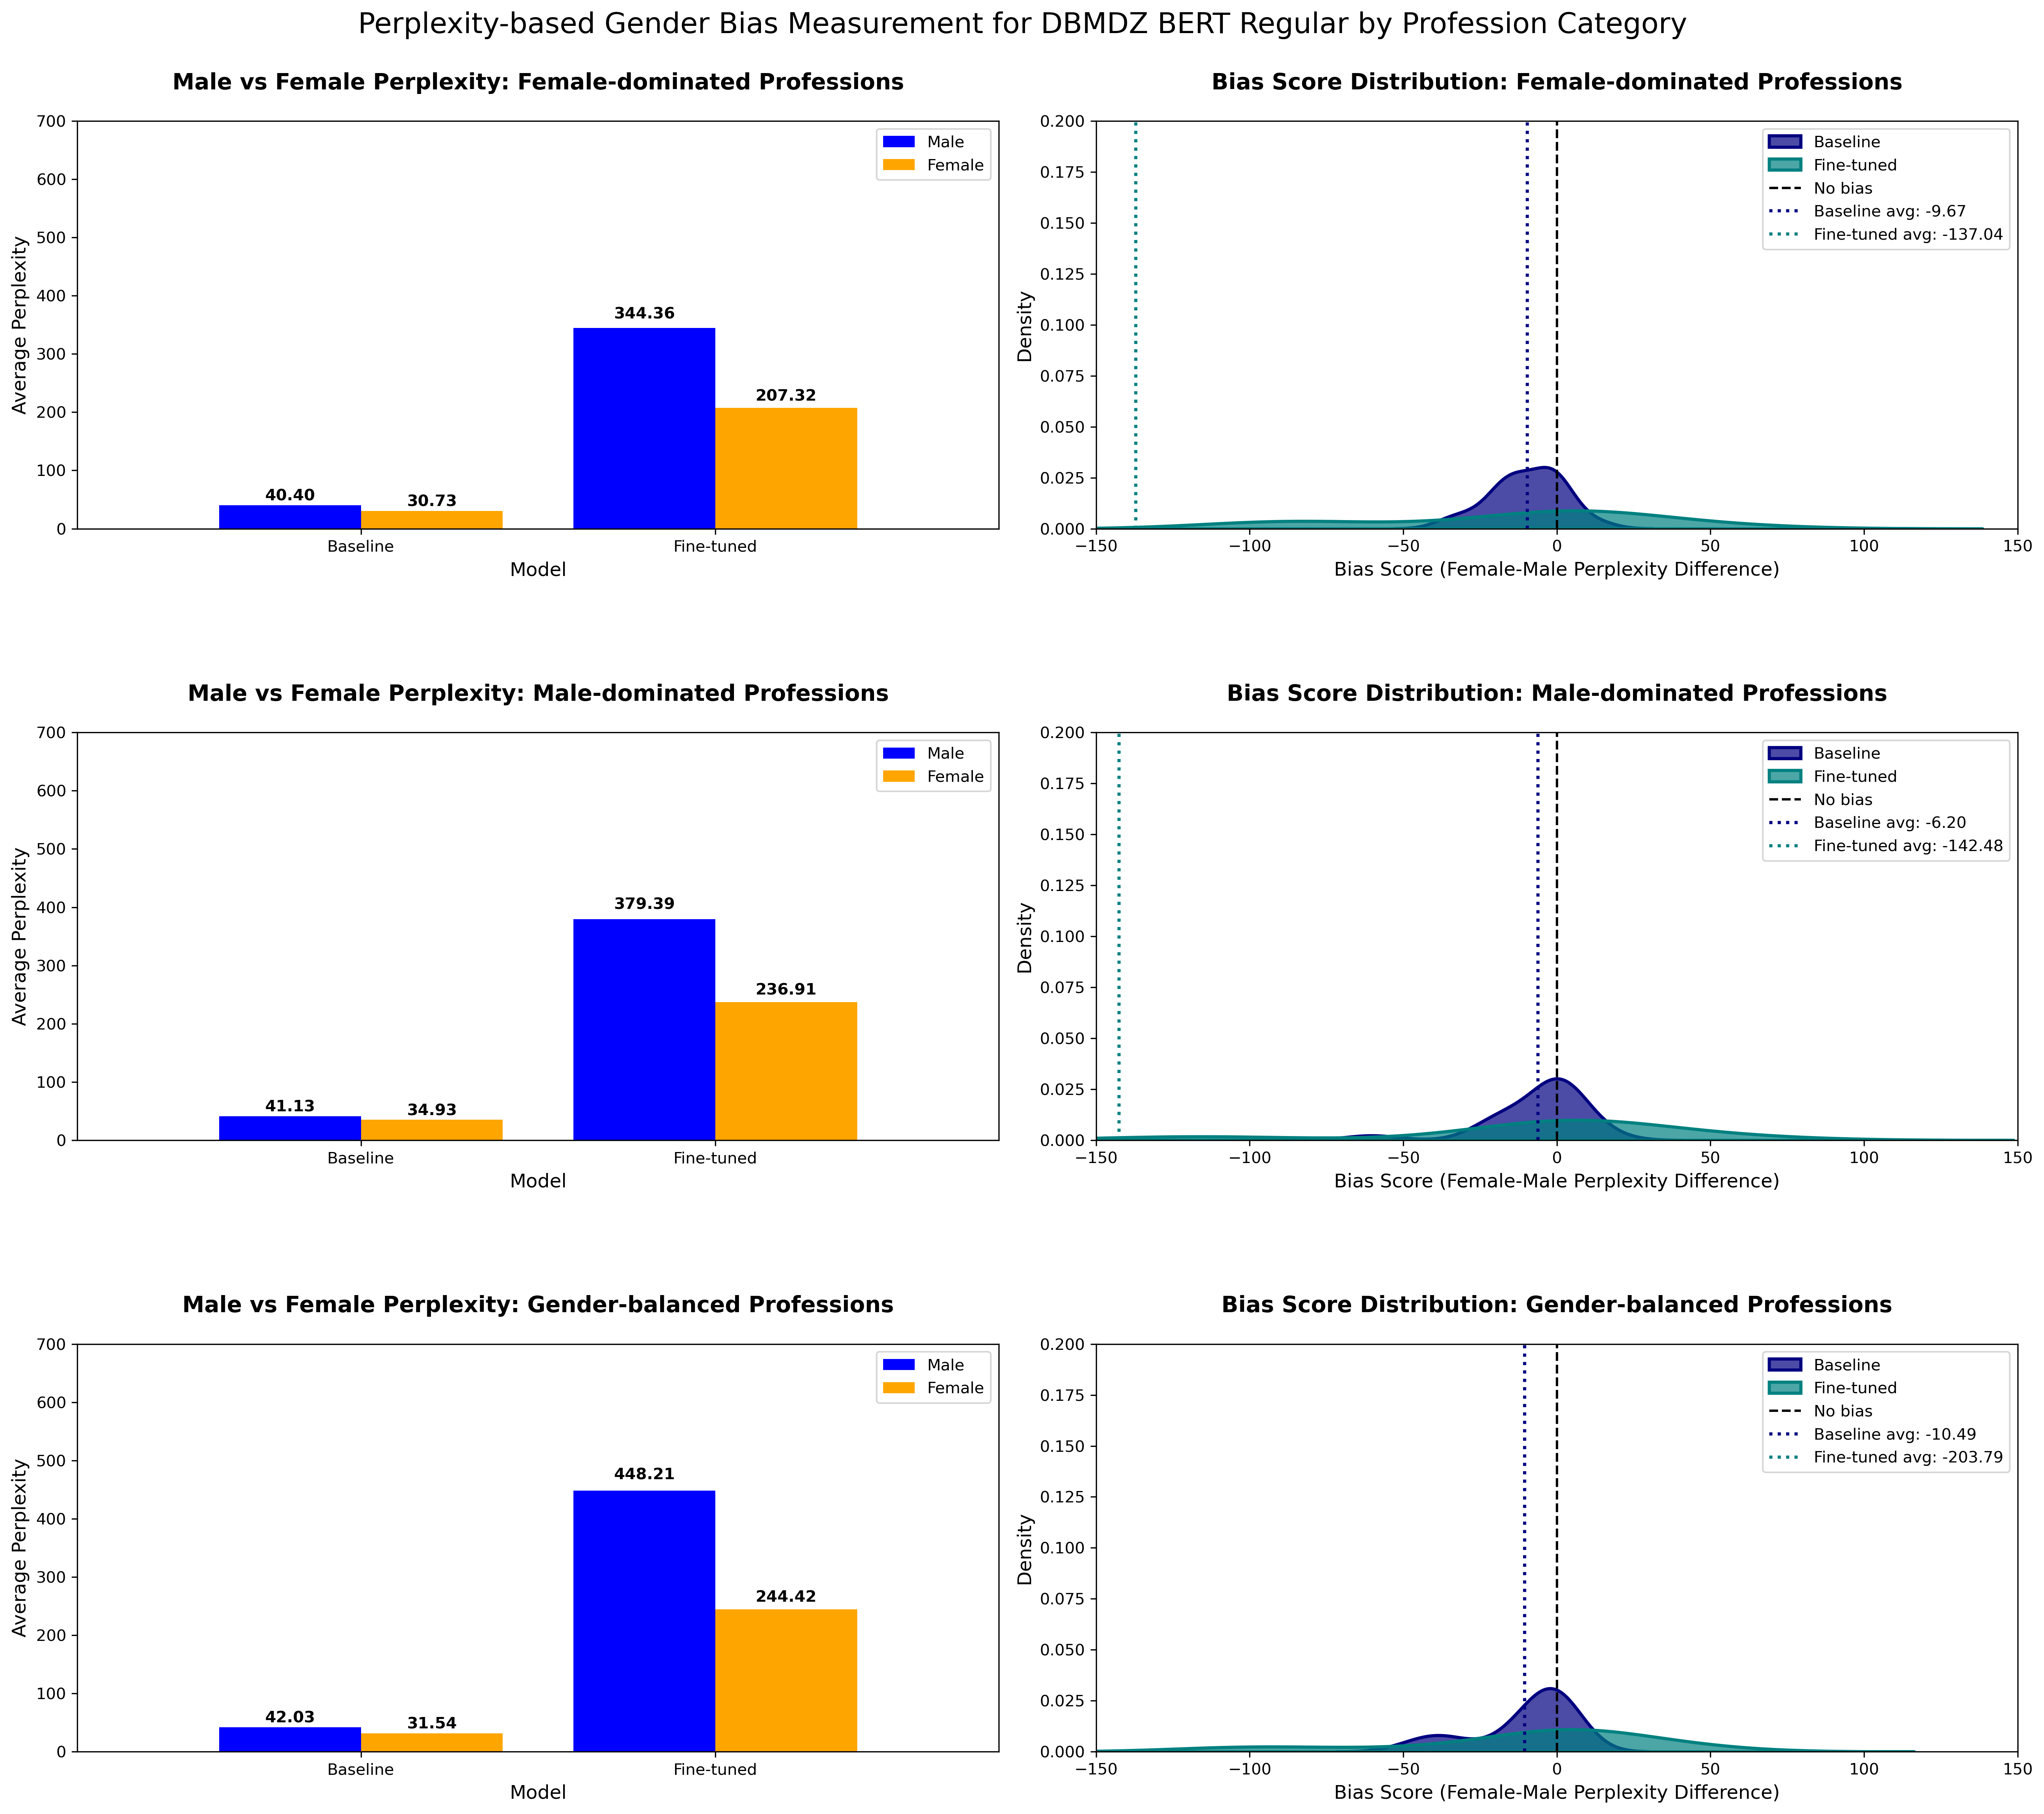 Perplexity-based Gender Bias Measurement for DBMDZ BERT Regular by Profession Category
Male vs Female Perplexity: Female-dominated Professions
700
600
500
400
300
200
100
0
Average Perplexity
Male
Female
40.40
30.73
344.36
207.32
Baseline
Fine-tuned
Model
Bias Score Distribution: Female-dominated Professions
0.200
0.175
0.150
0.125
0.100
0.075
0.050
0.025
0.000
Density
Baseline
Fine-tuned
No bias
Baseline avg: -9.67
Fine-tuned avg: -137.04
−150
−100
−50
0
50
100
150
Bias Score (Female-Male Perplexity Difference)
Male vs Female Perplexity: Male-dominated Professions
700
600
500
400
300
200
100
0
Average Perplexity
Male
Female
41.13
34.93
379.39
236.91
Baseline
Fine-tuned
Model
Bias Score Distribution: Male-dominated Professions
0.200
0.175
0.150
0.125
0.100
0.075
0.050
0.025
0.000
Density
Baseline
Fine-tuned
No bias
Baseline avg: -6.20
Fine-tuned avg: -142.48
−150
−100
−50
0
50
100
150
Bias Score (Female-Male Perplexity Difference)
Male vs Female Perplexity: Gender-balanced Professions
700
600
500
400
300
200
100
0
Average Perplexity
Male
Female
42.03
31.54
448.21
244.42
Baseline
Fine-tuned
Model
Bias Score Distribution: Gender-balanced Professions
0.200
0.175
0.150
0.125
0.100
0.075
0.050
0.025
0.000
Density
Baseline
Fine-tuned
No bias
Baseline avg: -10.49
Fine-tuned avg: -203.79
−150
−100
−50
0
50
100
150
Bias Score (Female-Male Perplexity Difference)